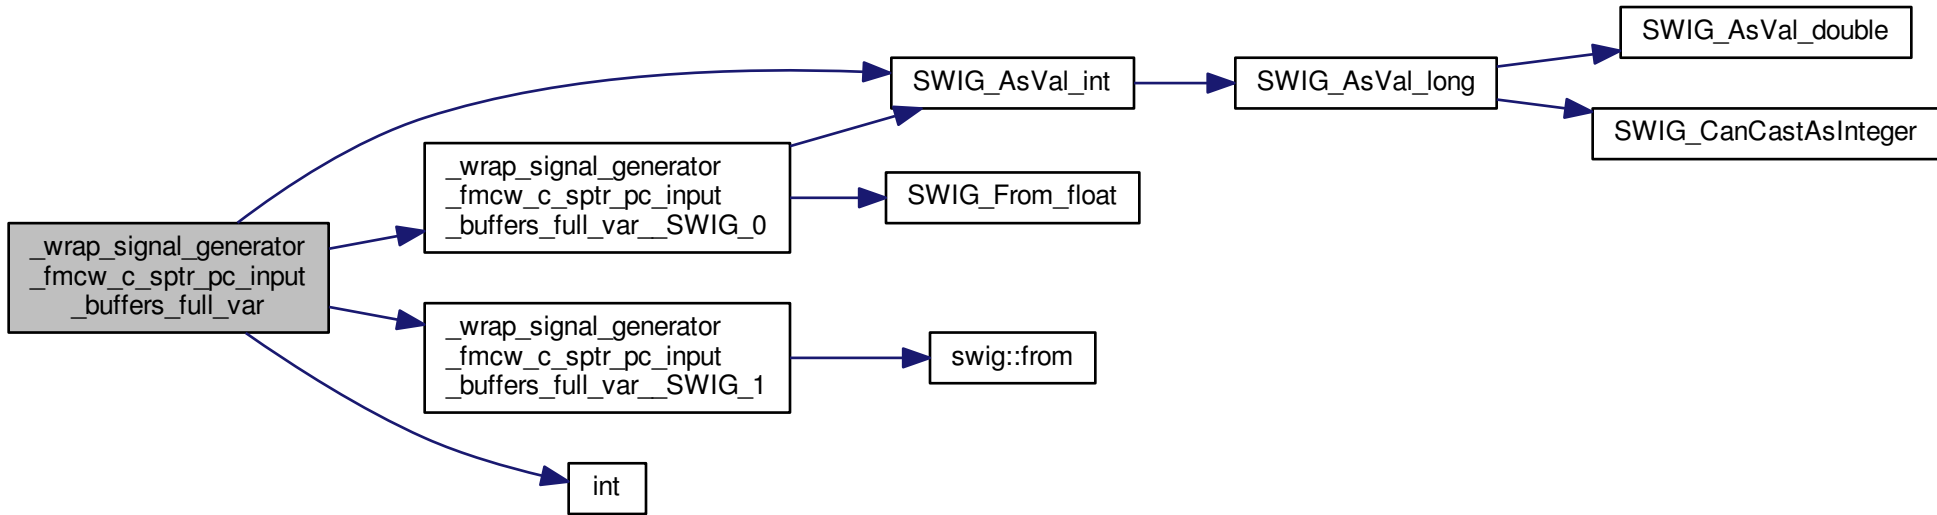 _wrap_signal_generator
_fmcw_c_sptr_pc_input
_buffers_full_var
_wrap_signal_generator
_fmcw_c_sptr_pc_input
_buffers_full_var__SWIG_0
_wrap_signal_generator
_fmcw_c_sptr_pc_input
_buffers_full_var__SWIG_1
int
SWIG_AsVal_int
SWIG_From_float
swig::from
SWIG_AsVal_long
SWIG_AsVal_double
SWIG_CanCastAsInteger